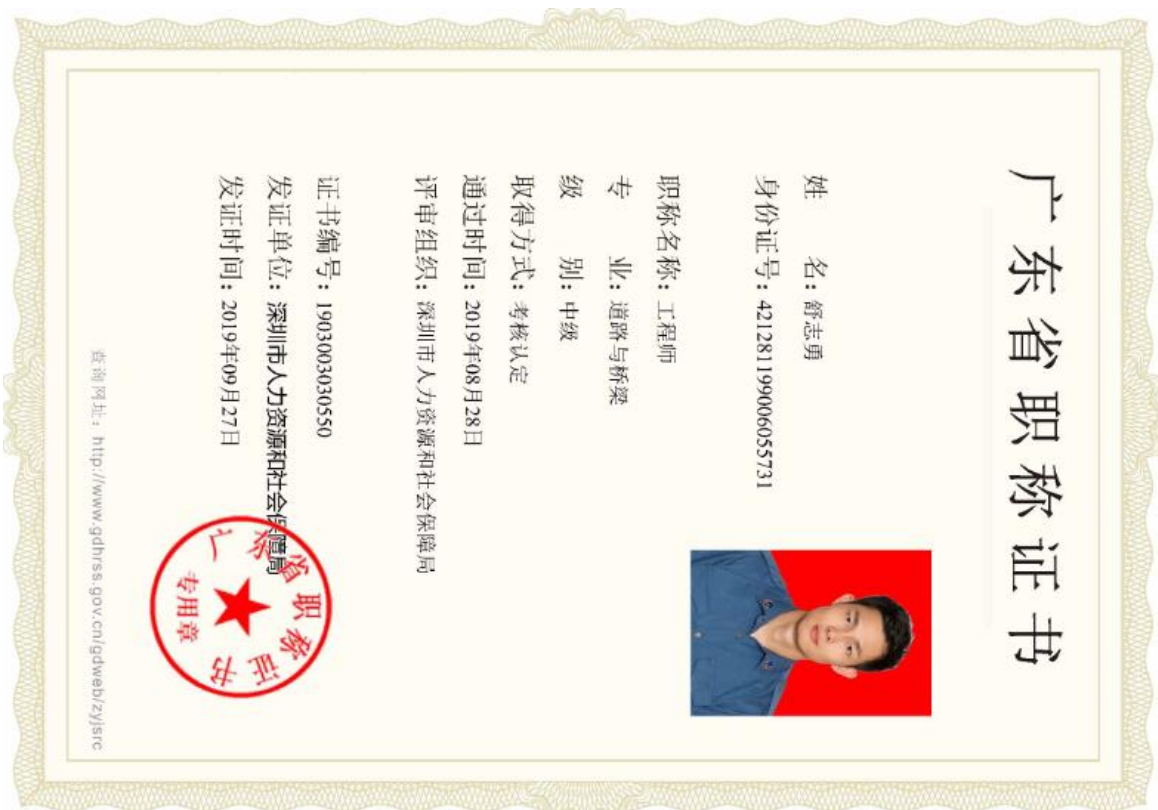 广东省职称证书
姓 名：舒志勇
身份证号：421281199006055731
职称名称：工程师
专 业：道路与桥梁
级 别：中级
取得方式：考核认定
通过时间：2019年08月28日
评审组织：深圳市人力资源和社会保障局
证书编号：1903003030550
发证单位：深圳市人力资源和社会保障局
发证时间：2019年09月27日
广东省职称证书
专用章
查询网址：http://www.gdhrss.gov.cn/gdweb/zyjsrc